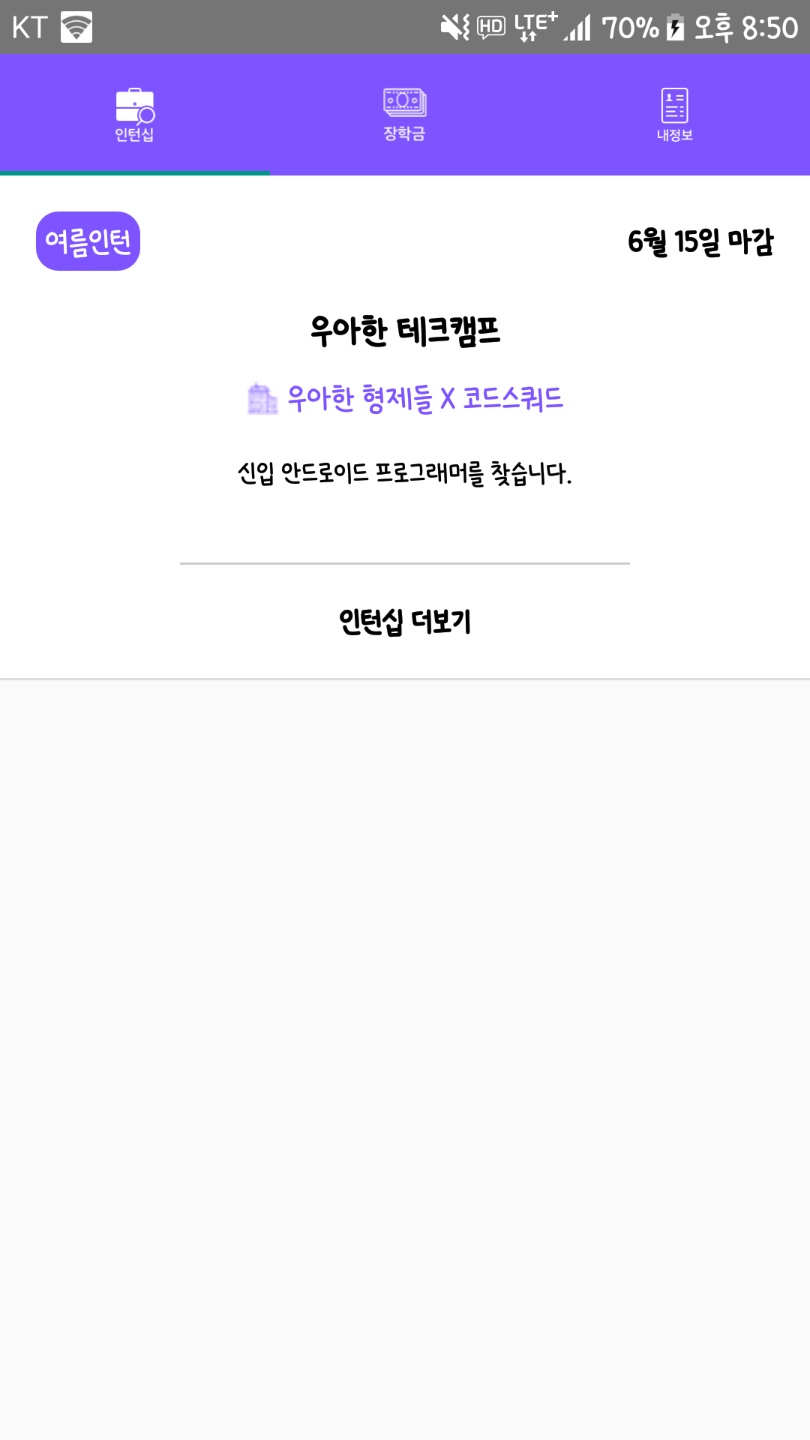 KT HD LTE+ 70% 오후 8:50
인턴십 장학금 내정보
여름인턴 6월 15일 마감
우아한 테크캠프
우아한 형제들 X 코드스쿼드
신입 안드로이드 프로그래머를 찾습니다.
인턴십 더보기